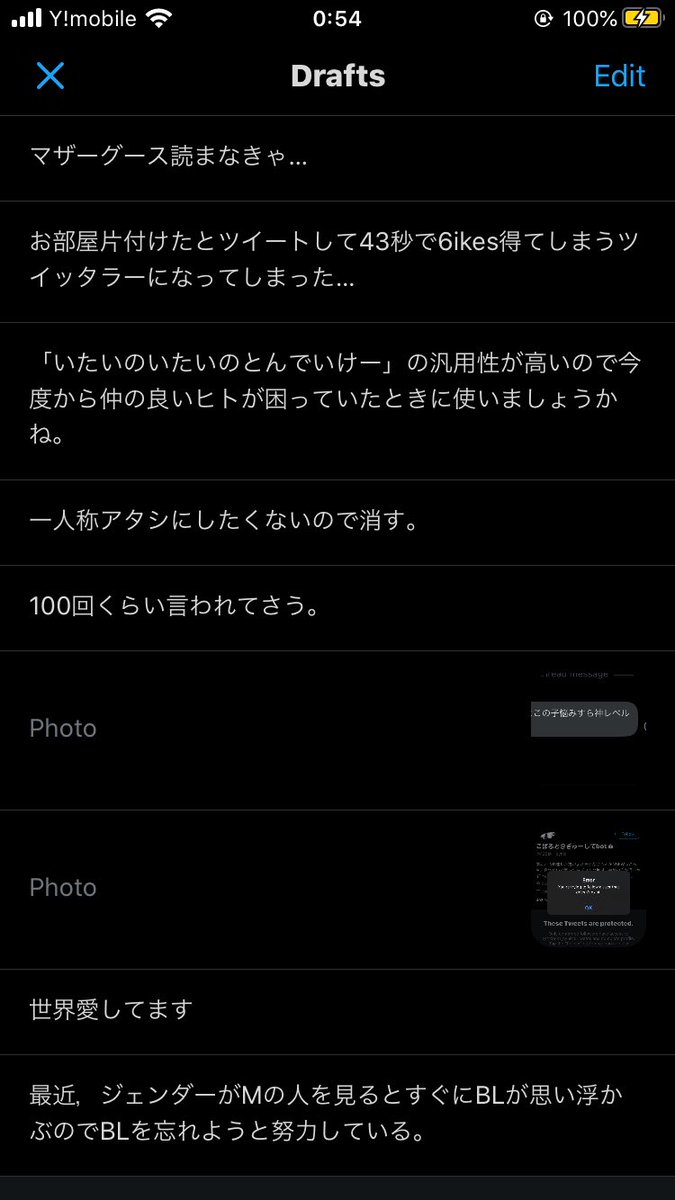 Y!mobile 0:54 100%
Drafts Edit
マザーグース読まなきゃ...
お部屋片付けたとツイートして43秒で6ikes得てしまうツ
イッタラーになってしまった...
「いたいのいたいのとんでいけー」の汎用性が高いので今
度から仲の良いヒトが困っていたときに使いましょうか
ね。
一人称アタシにしたくないので消す。
100回くらい言われてさう。
Photo
この子悩みすら神レベル
Photo
Error
OK
These Tweets are protected.
世界愛してます
最近，ジェンダーがMの人を見るとすぐにBLが思い浮か
ぶのでBLを忘れようと努力している。